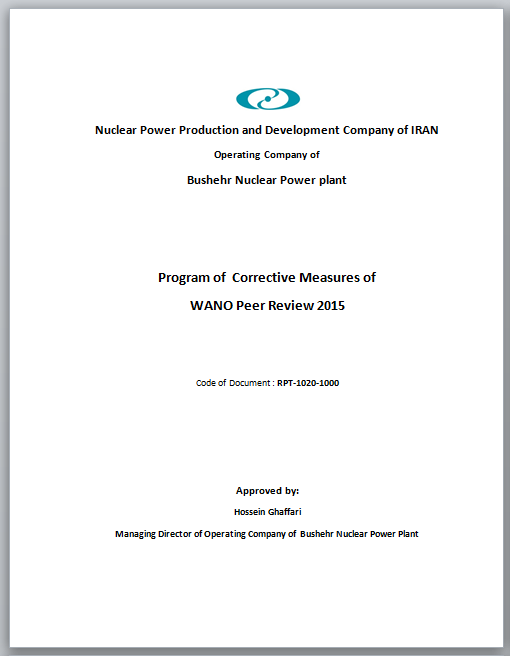 Nuclear Power Production and Development Company of IRAN
Operating Company of
Bushehr Nuclear Power plant
Program of Corrective Measures of
WANO Peer Review 2015
Code of Document : RPT-1020-1000
Approved by:
Hossein Ghaffari
Managing Director of Operating Company of Bushehr Nuclear Power Plant